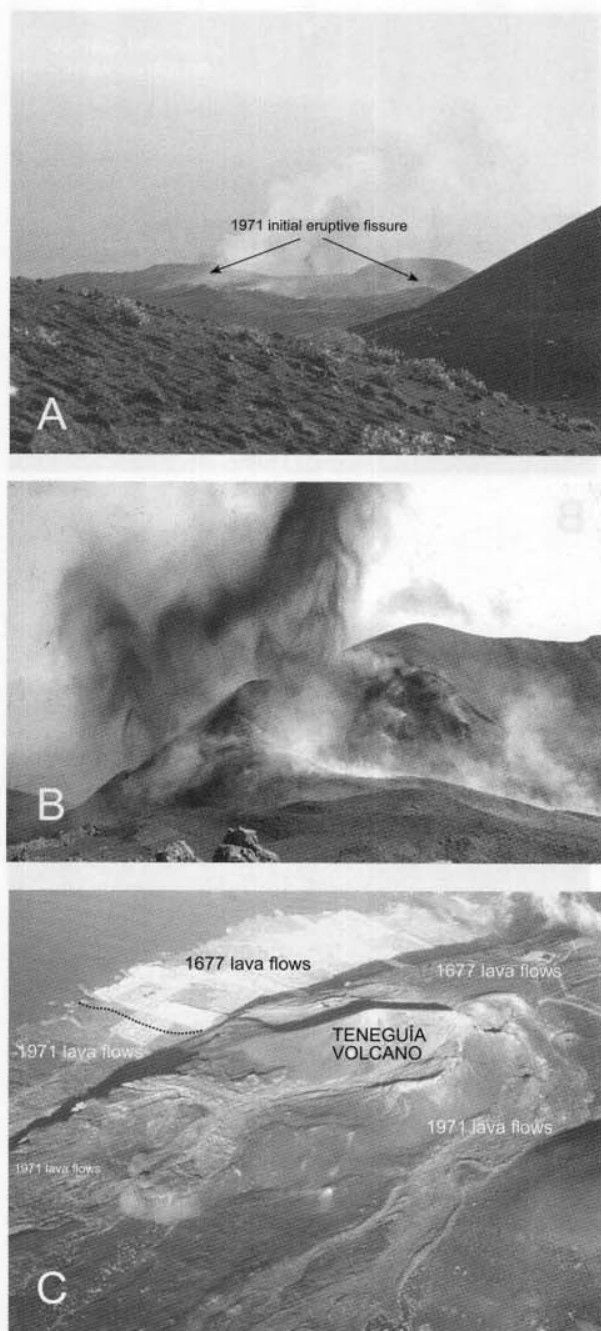 1971 initial eruptive fissure
A
B
1677 lava flows
1677 lava flows
TENEGUÍA
VOLCANO
1971 lava flows
1971 lava flows
1971 lava flows
C